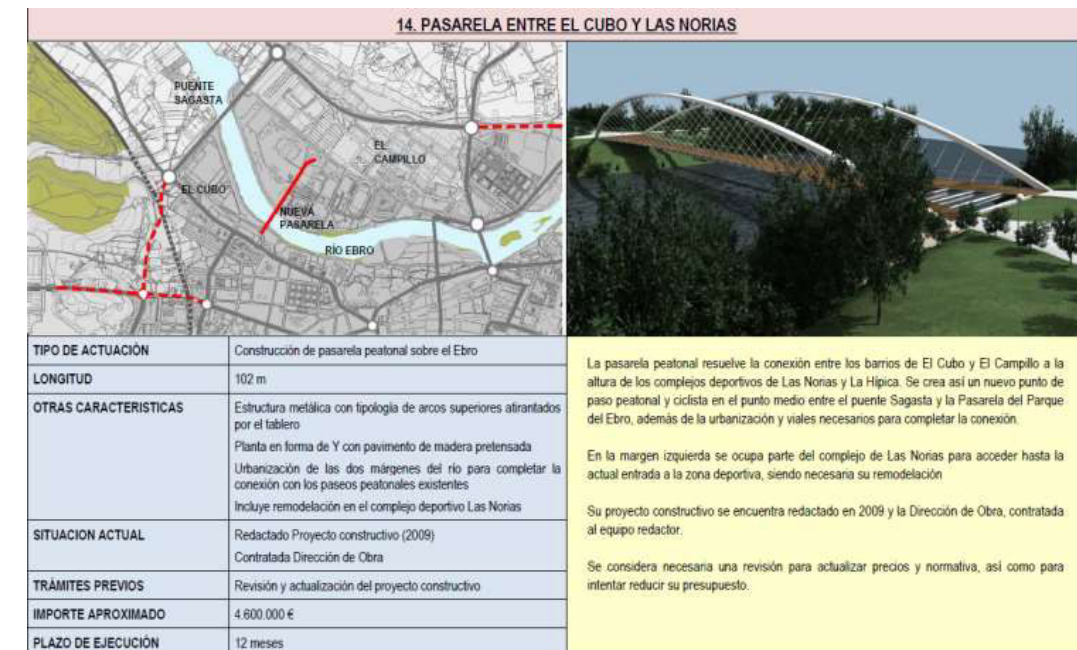 14. PASARELA ENTRE EL CUBO Y LAS NORIAS
PUENTE
SAGASTA
EL
CAMPILLO
EL CUBO
NUEVA
PASARELA
RÍO EBRO
TIPO DE ACTUACIÓN
Construcción de pasarela peatonal sobre el Ebro
LONGITUD
102 m
OTRAS CARACTERISTICAS
Estructura metálica con tipología de arcos superiores atirantados
por el tablero
Planta en forma de Y con pavimento de madera pretensada
Urbanización de las dos márgenes del río para completar la
conexión con los paseos peatonales existentes
Incluye remodelación en el complejo deportivo Las Norias
SITUACION ACTUAL
Redactado Proyecto constructivo (2009)
Contratada Dirección de Obra
TRÁMITES PREVIOS
Revisión y actualización del proyecto constructivo
IMPORTE APROXIMADO
4.600.000 €
PLAZO DE EJECUCIÓN
12 meses
La pasarela peatonal resuelve la conexión entre los barrios de El Cubo y El Campillo a la
altura de los complejos deportivos de Las Norias y La Hípica. Se crea así un nuevo punto de
paso peatonal y ciclista en el punto medio entre el puente Sagasta y la Pasarela del Parque
del Ebro, además de la urbanización y viales necesarios para completar la conexión.
En la margen izquierda se ocupa parte del complejo de Las Norias para acceder hasta la
actual entrada a la zona deportiva, siendo necesaria su remodelación
Su proyecto constructivo se encuentra redactado en 2009 y la Dirección de Obra, contratada
al equipo redactor.
Se considera necesaria una revisión para actualizar precios y normativa, así como para
intentar reducir su presupuesto.